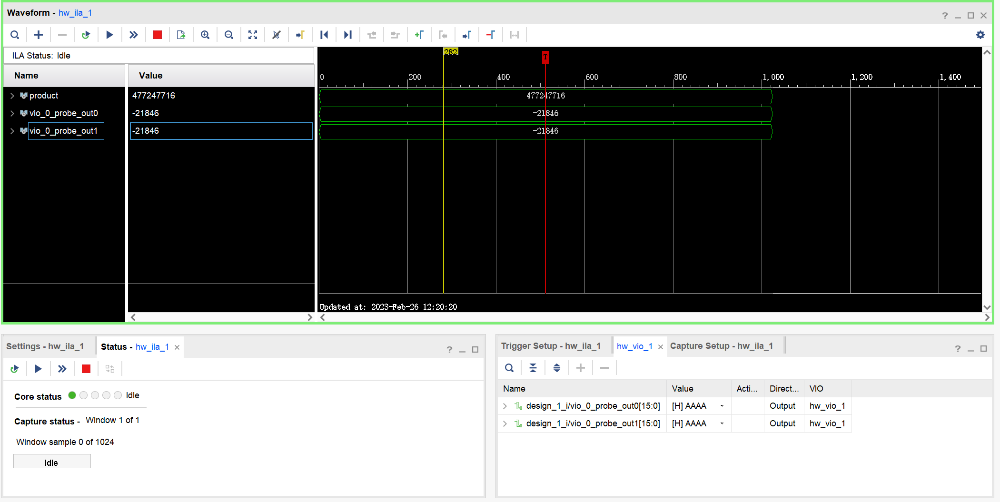 Waveform - hw_ila_1
ILA Status: Idle
Name Value
product 477247716
vio_0_probe_out0 -21846
vio_0_probe_out1 -21846
282
T
0 200 400 600 800 1,000 1,200 1,400
477247716
-21846
-21846
Updated at: 2023-Feb-26 12:20:20
Settings - hw_ila_1 Status - hw_ila_1
Core status Idle
Capture status - Window 1 of 1
Window sample 0 of 1024
Idle
Trigger Setup - hw_ila_1 hw_vio_1 Capture Setup - hw_ila_1
Name Value Acti... Direct... VIO
design_1_i/vio_0_probe_out0[15:0] [H] AAAA Output hw_vio_1
design_1_i/vio_0_probe_out1[15:0] [H] AAAA Output hw_vio_1